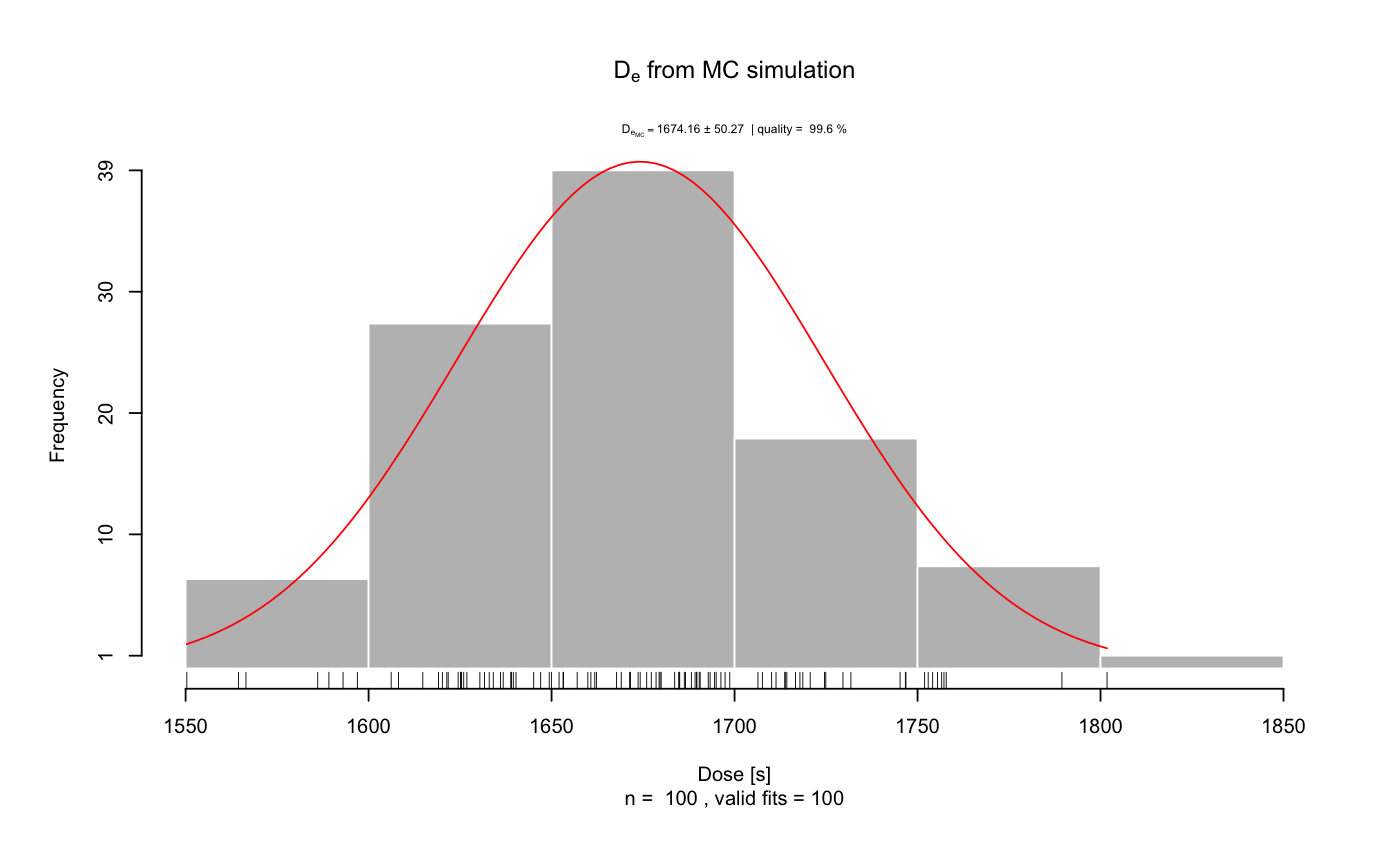 De from MC simulation
DeMC = 1674.16 ± 50.27 | quality = 99.6 %
Frequency
39
30
20
10
1
1550 1600 1650 1700 1750 1800 1850
Dose [s]
n = 100 , valid fits = 100